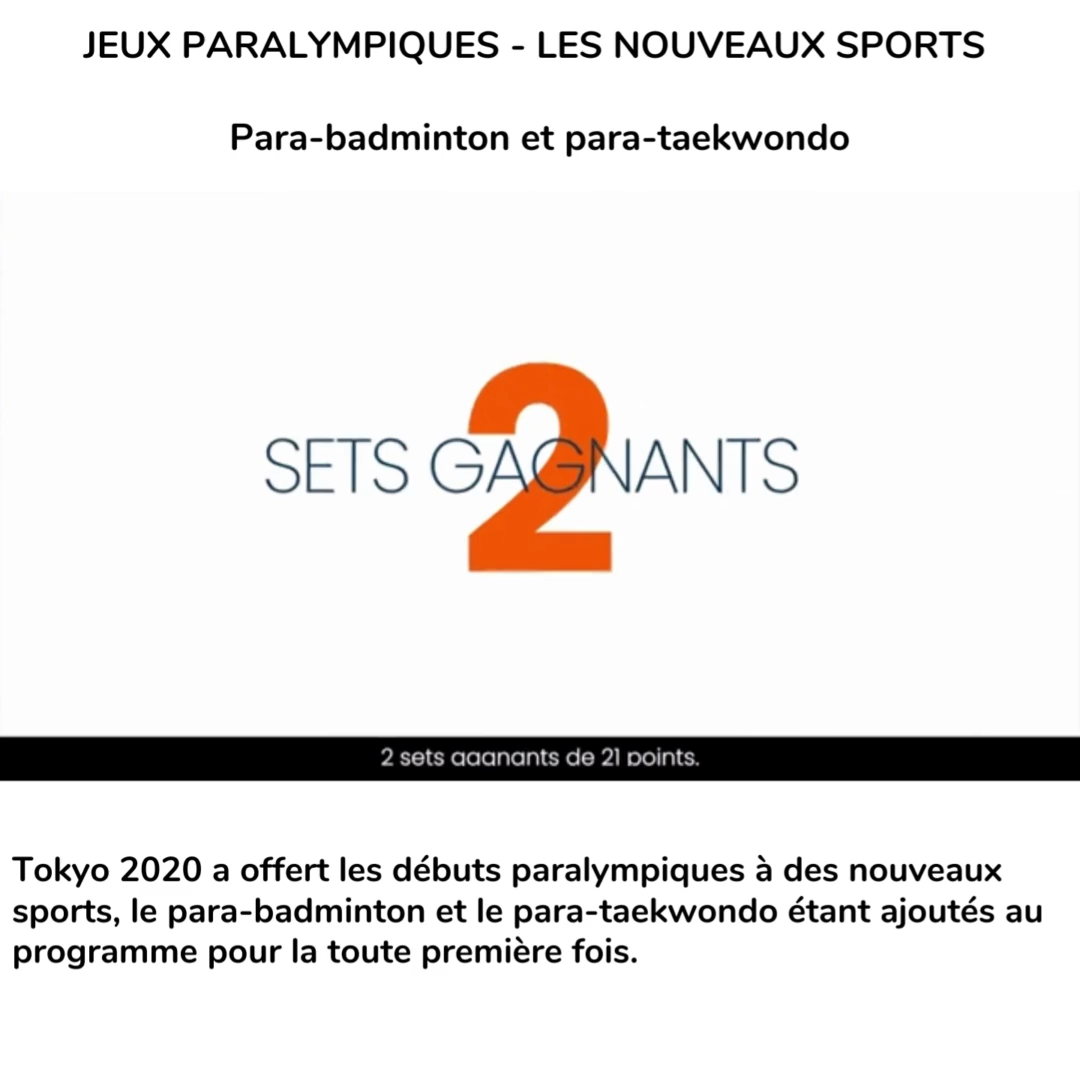 JEUX PARALYMPIQUES - LES NOUVEAUX SPORTS
Para-badminton et para-taekwondo
2
SETS GAGNANTS
2 sets gagnants de 21 points.
Tokyo 2020 a offert les débuts paralympiques à des nouveaux
sports, le para-badminton et le para-taekwondo étant ajoutés au
programme pour la toute première fois.